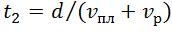 t₂ = d/(vпл + vр)